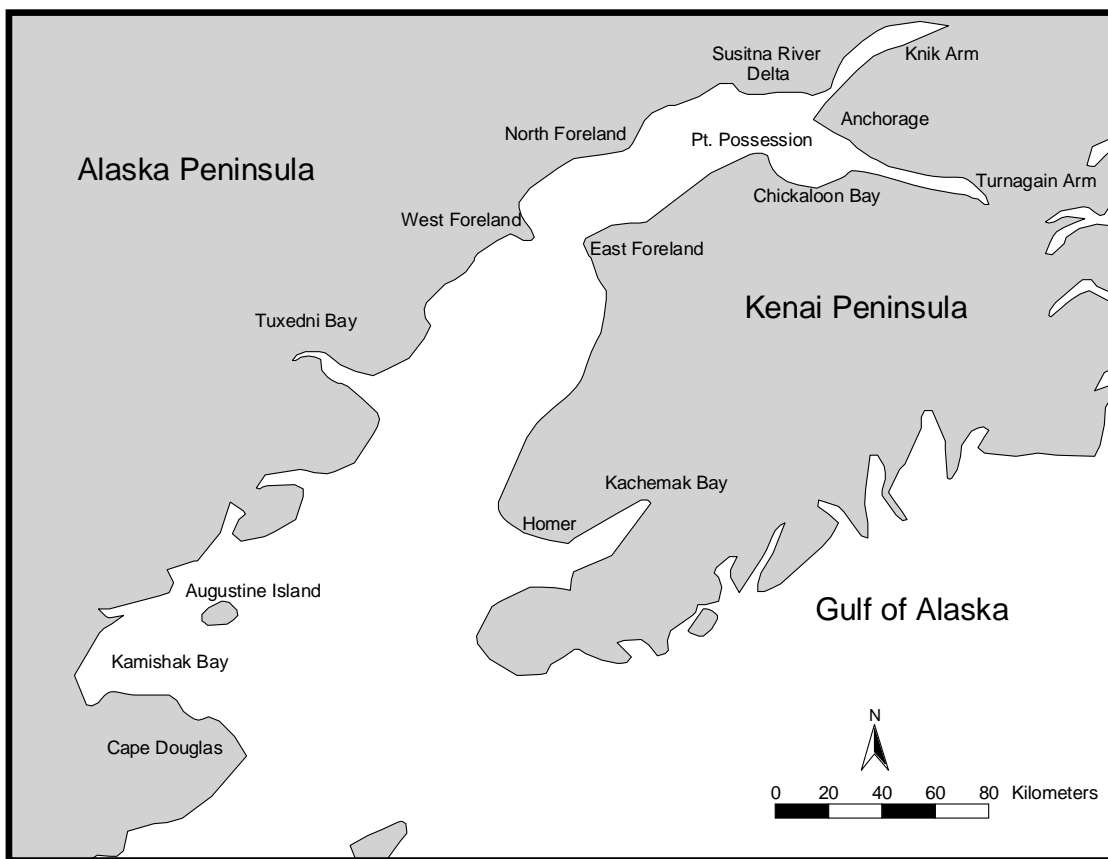 Susitna River
Delta
Knik Arm
Anchorage
North Foreland
Pt. Possession
Alaska Peninsula
Turnagain Arm
Chickaloon Bay
West Foreland
East Foreland
Kenai Peninsula
Tuxedni Bay
Kachemak Bay
Homer
Augustine Island
Gulf of Alaska
Kamishak Bay
N
Cape Douglas
0 20 40 60 80 Kilometers